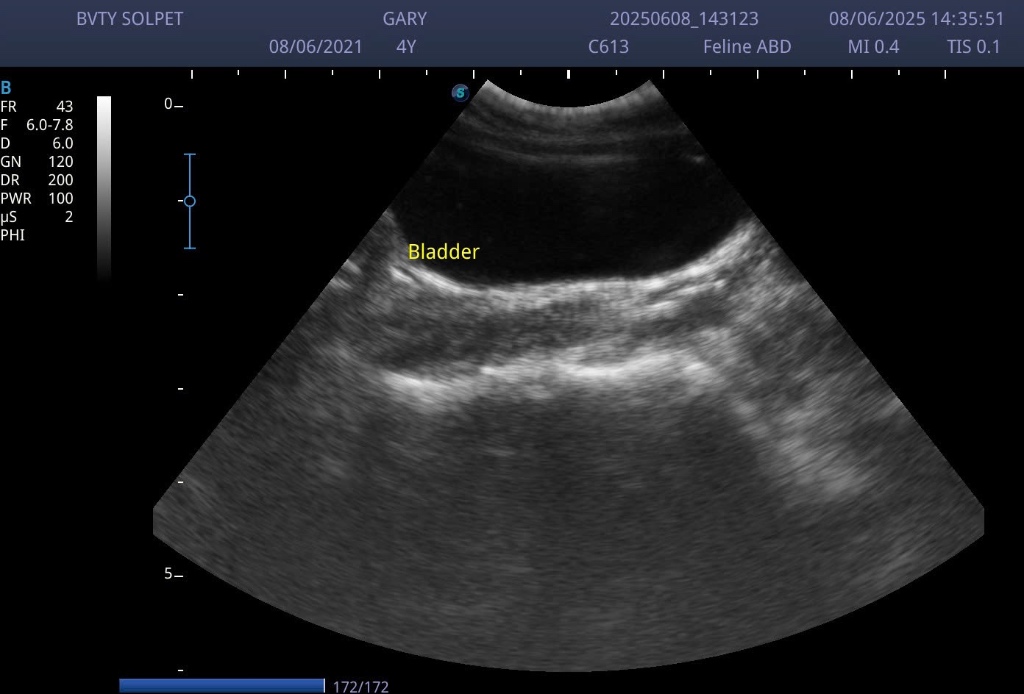 BVTY SOLPET GARY 20250608_143123 08/06/2025 14:35:51
08/06/2021 4Y C613 Feline ABD MI 0.4 TIS 0.1
B
FR 43
F 6.0-7.8
D 6.0
GN 120
DR 200
PWR 100
µS 2
PHI
S
0
Bladder
5
172/172